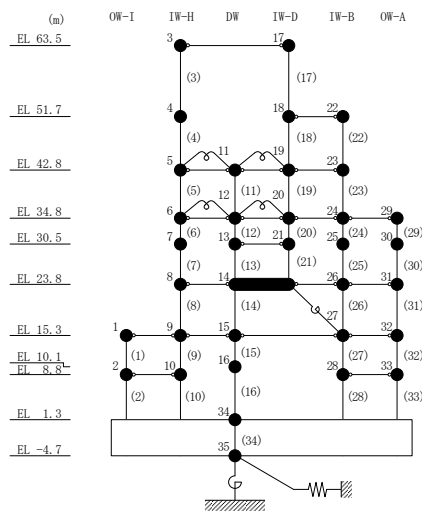 (m) OW-I IW-H DW IW-D IW-B OW-A
EL 63.5 3 17
(3) (17)
EL 51.7 4 18 22
(4) (18) (22)
EL 42.8 5 11 19 23
(5) (11) (19) (23)
EL 34.8 6 12 20 24 29
(6) (12) (20) (24) (29)
EL 30.5 7 13 21 25 30
(7) (13) (21) (25) (30)
EL 23.8 8 14 26 31
(8) (14) (26) (31)
27
EL 15.3 1 9 15 32
(1) (9) (15) (27) (32)
EL 10.1 16
EL 8.8 2 10 28 33
(2) (10) (16) (28) (33)
EL 1.3 34
(34)
EL -4.7 35